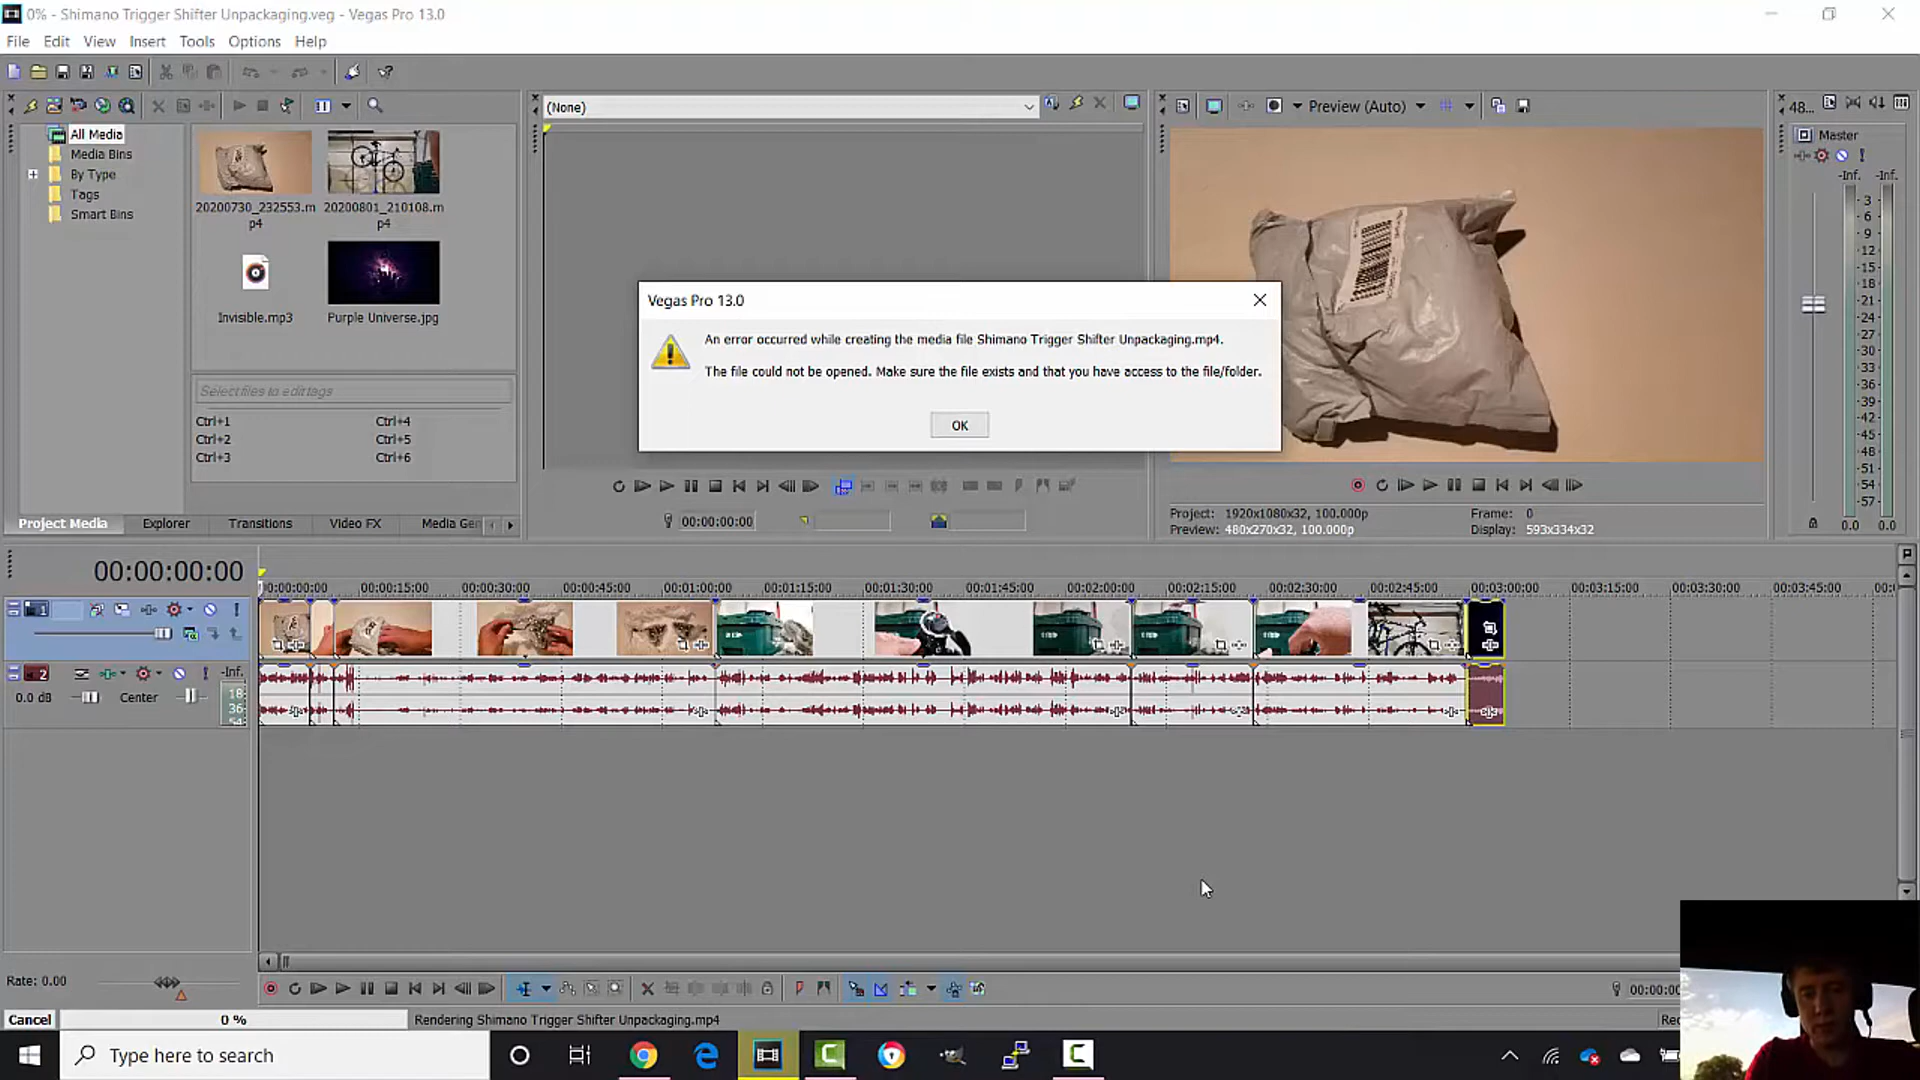 0% - Shimano Trigger Shifter Unpackaging.veg - Vegas Pro 13.0
File Edit View Insert Tools Options Help
(None)
Preview (Auto)
48...
All Media
Media Bins
By Type
Tags
Smart Bins
20200730_232553.m
p4
20200801_210108.m
p4
Invisible.mp3
Purple Universe.jpg
Select files to edit tags
Ctrl+1 Ctrl+4
Ctrl+2 Ctrl+5
Ctrl+3 Ctrl+6
Vegas Pro 13.0
An error occurred while creating the media file Shimano Trigger Shifter Unpackaging.mp4.
The file could not be opened. Make sure the file exists and that you have access to the file/folder.
OK
Master
-Inf. -Inf.
3
6
9
12
15
18
21
24
27
30
33
36
39
42
45
48
51
54
57
0.0 0.0
Project Media Explorer Transitions Video FX Media Gen
00:00:00:00
Project: 1920x1080x32, 100.000p
Preview: 480x270x32, 100.000p
Frame: 0
Display: 593x334x32
00:00:00:00
00:00:00:00 00:00:15:00 00:00:30:00 00:00:45:00 00:01:00:00 00:01:15:00 00:01:30:00 00:01:45:00 00:02:00:00 00:02:15:00 00:02:30:00 00:02:45:00 00:03:00:00 00:03:15:00 00:03:30:00 00:03:45:00
1
2
-Inf.
0.0 dB Center
18
36
54
Rate: 0.00
00:00:00
Cancel 0 % Rendering Shimano Trigger Shifter Unpackaging.mp4 Rec
Type here to search